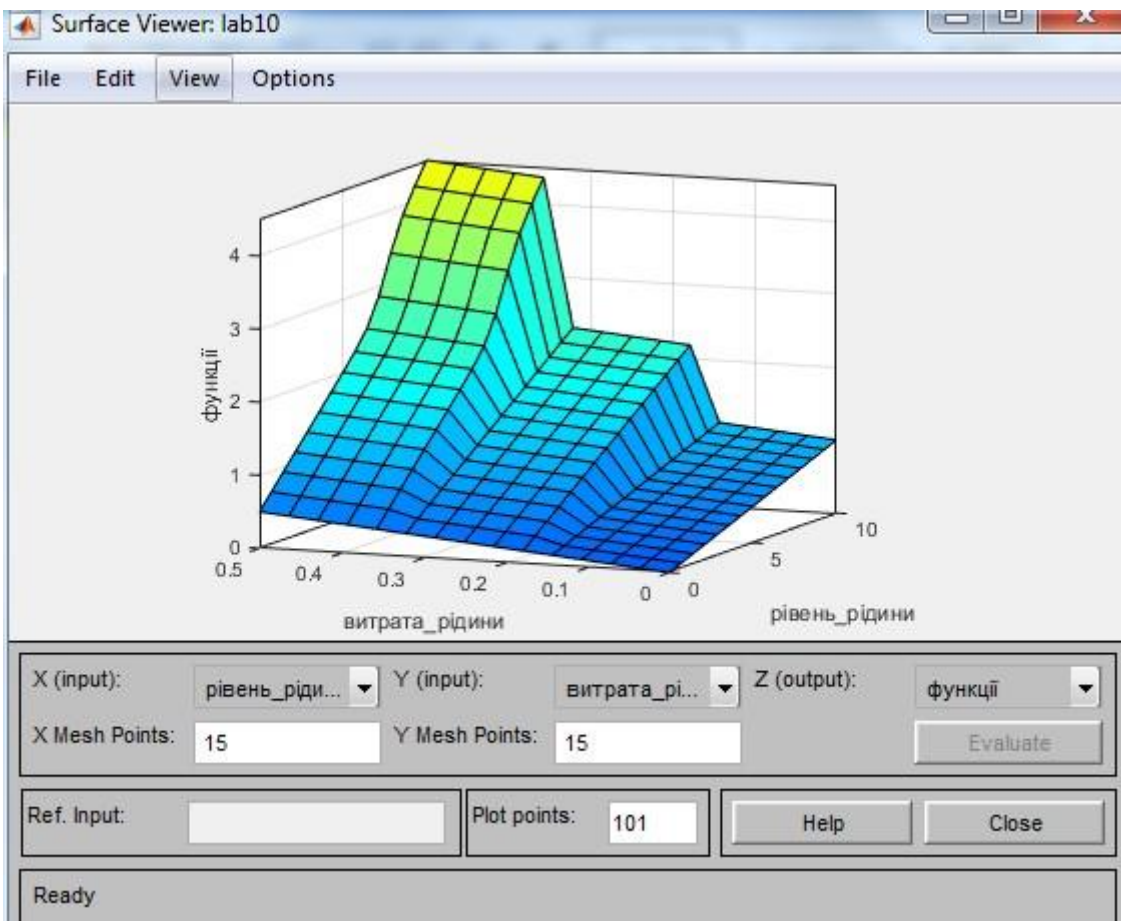 Surface Viewer: lab10
File Edit View Options
4
3
2
1
0
функції
0.5 0.4 0.3 0.2 0.1 0
витрата_рідини
0 5 10
рівень_рідини
X (input): рівень_ріди... Y (input): витрата_рі... Z (output): функції
X Mesh Points: 15 Y Mesh Points: 15 Evaluate
Ref. Input: Plot points: 101 Help Close
Ready